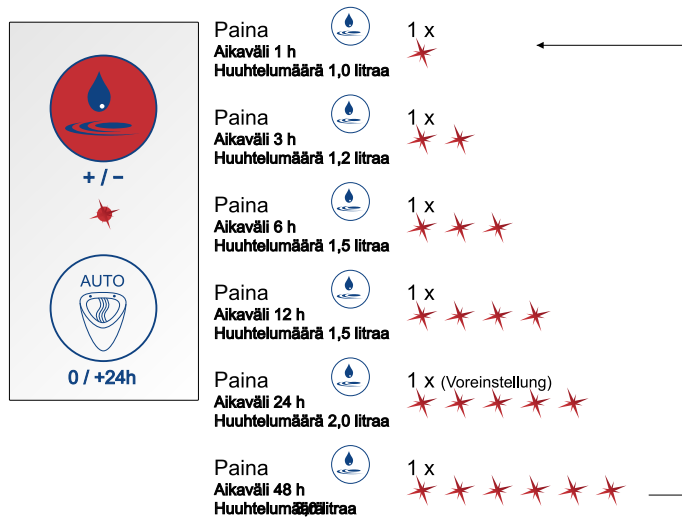 + / −
AUTO
0 / +24h
Paina 1 x
Aikaväli 1 h
Huuhtelumäärä 1,0 litraa
Paina 1 x
Aikaväli 3 h
Huuhtelumäärä 1,2 litraa
Paina 1 x
Aikaväli 6 h
Huuhtelumäärä 1,5 litraa
Paina 1 x
Aikaväli 12 h
Huuhtelumäärä 1,5 litraa
Paina 1 x (Voreinstellung)
Aikaväli 24 h
Huuhtelumäärä 2,0 litraa
Paina 1 x
Aikaväli 48 h
Huuhtelumäärä litraa